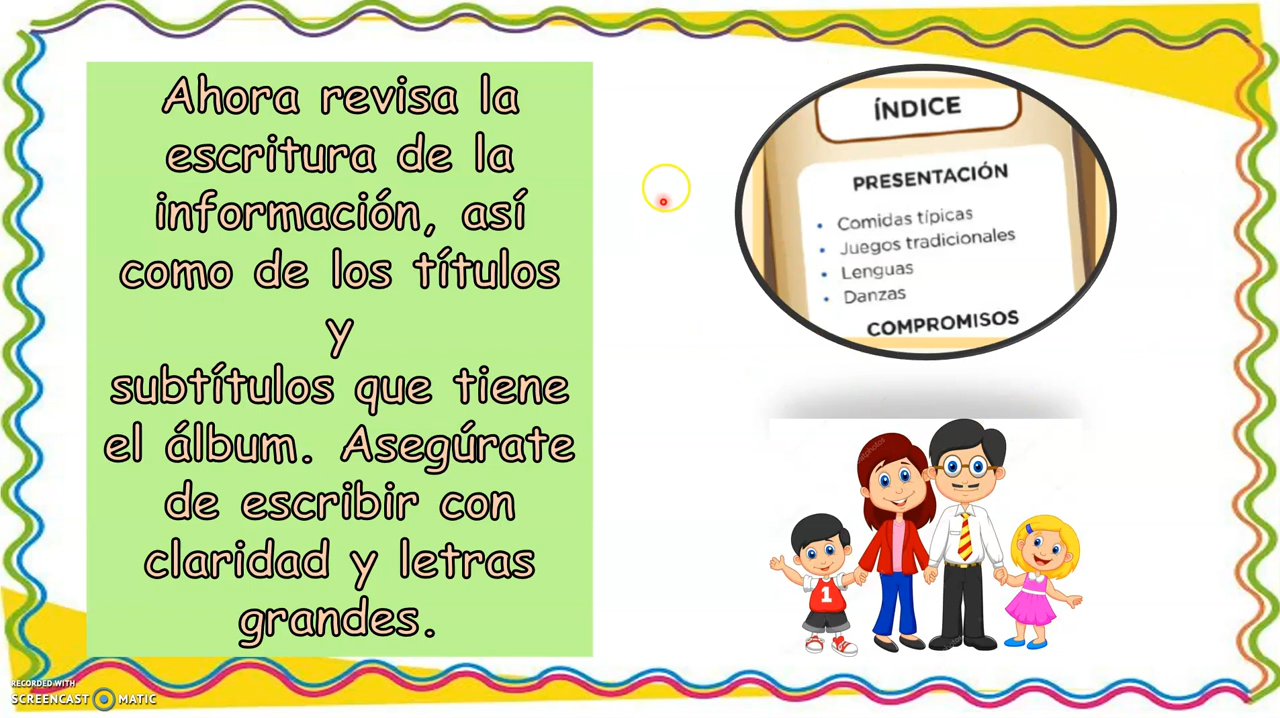 Ahora revisa la
escritura de la
información, así
como de los títulos
y
subtítulos que tiene
el álbum. Asegúrate
de escribir con
claridad y letras
grandes.
ÍNDICE
PRESENTACIÓN
• Comidas típicas
• Juegos tradicionales
• Lenguas
• Danzas
COMPROMISOS
1
RECORDED WITH
SCREENCAST MATIC